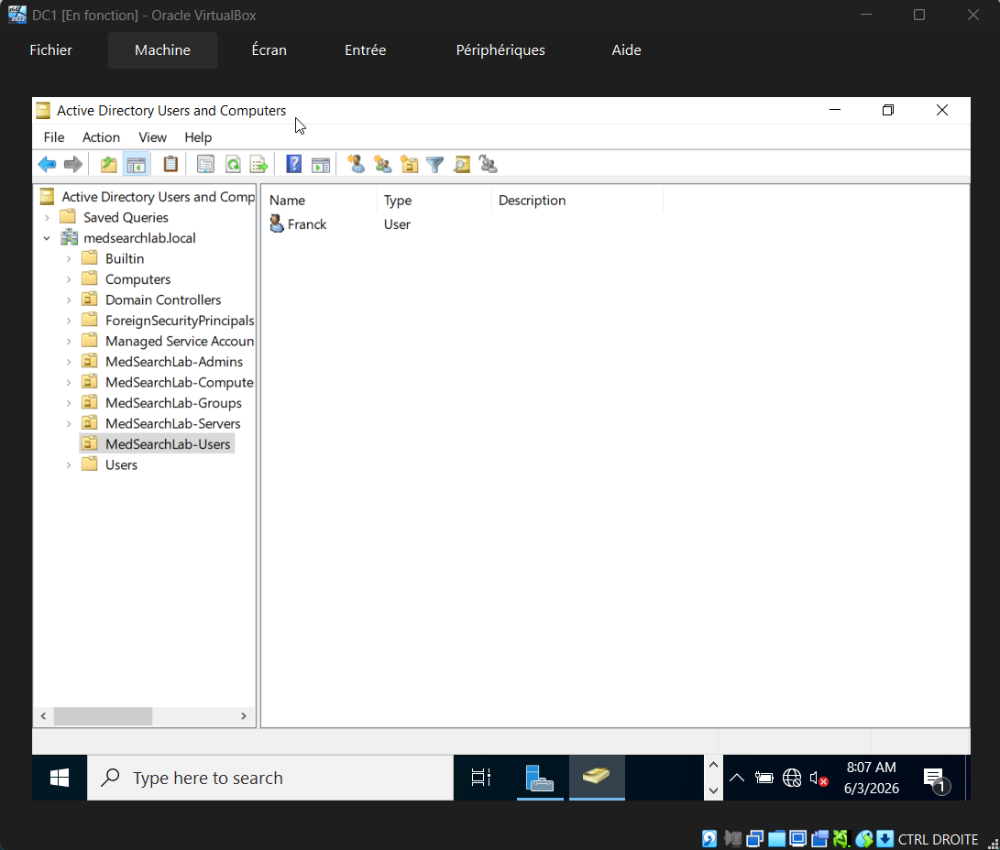 DC1 [En fonction] - Oracle VirtualBox
Fichier Machine Écran Entrée Périphériques Aide
Active Directory Users and Computers
File Action View Help
Active Directory Users and Comp
Saved Queries
medsearchlab.local
Builtin
Computers
Domain Controllers
ForeignSecurityPrincipals
Managed Service Accoun
MedSearchLab-Admins
MedSearchLab-Compute
MedSearchLab-Groups
MedSearchLab-Servers
MedSearchLab-Users
Users
Name Type Description
Franck User
Type here to search
8:07 AM
6/3/2026
1
CTRL DROITE